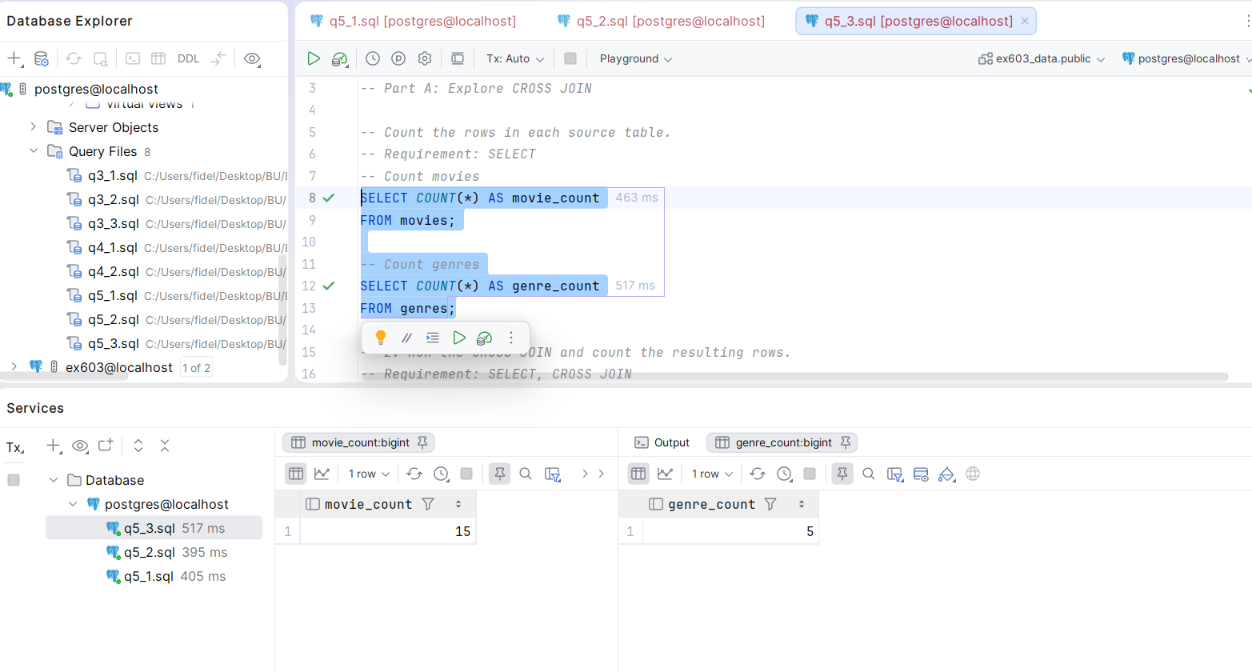 Database Explorer
q5_1.sql [postgres@localhost]
q5_2.sql [postgres@localhost]
q5_3.sql [postgres@localhost]
DDL
Tx: Auto
Playground
ex603_data.public
postgres@localhost
postgres@localhost
virtual views
Server Objects
Query Files 8
q3_1.sql C:/Users/fidel/Desktop/BU/
q3_2.sql C:/Users/fidel/Desktop/BU/
q3_3.sql C:/Users/fidel/Desktop/BU/
q4_1.sql C:/Users/fidel/Desktop/BU/
q4_2.sql C:/Users/fidel/Desktop/BU/
q5_1.sql C:/Users/fidel/Desktop/BU/
q5_2.sql C:/Users/fidel/Desktop/BU/
q5_3.sql C:/Users/fidel/Desktop/BU/
ex603@localhost 1 of 2
3 -- Part A: Explore CROSS JOIN
4
5 -- Count the rows in each source table.
6 -- Requirement: SELECT
7 -- Count movies
8 SELECT COUNT(*) AS movie_count 463 ms
9 FROM movies;
10
11 -- Count genres
12 SELECT COUNT(*) AS genre_count 517 ms
13 FROM genres;
14
15 JOIN and count the resulting rows.
16 -- Requirement: SELECT, CROSS JOIN
Services
Tx
Database
postgres@localhost
q5_3.sql 517 ms
q5_2.sql 395 ms
q5_1.sql 405 ms
movie_count:bigint
1 row
movie_count
1 15
Output
genre_count:bigint
1 row
genre_count
1 5